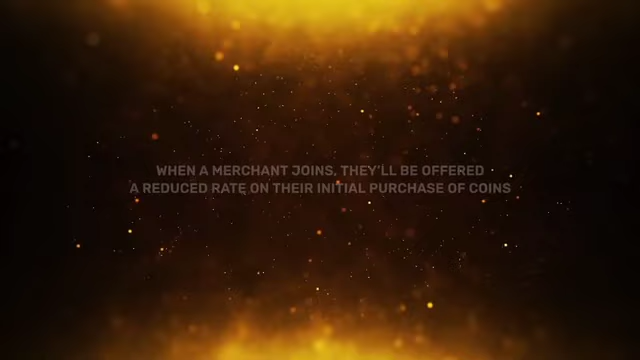 WHEN A MERCHANT JOINS, THEY'LL BE OFFERED
A REDUCED RATE ON THEIR INITIAL PURCHASE OF COINS